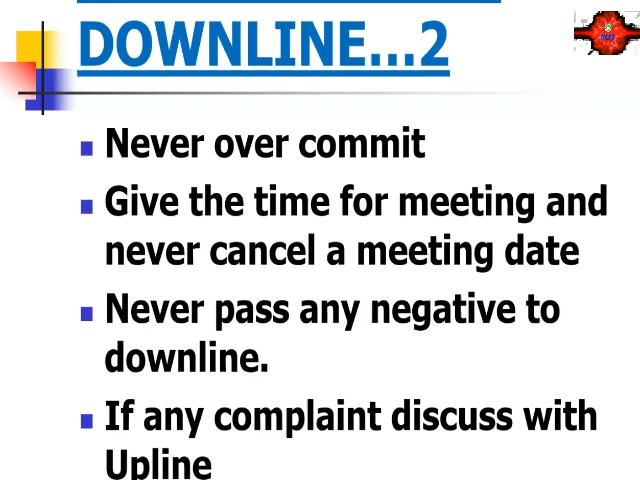 DOWNLINE...2
Never over commit
Give the time for meeting and
never cancel a meeting date
Never pass any negative to
downline.
If any complaint discuss with
Upline